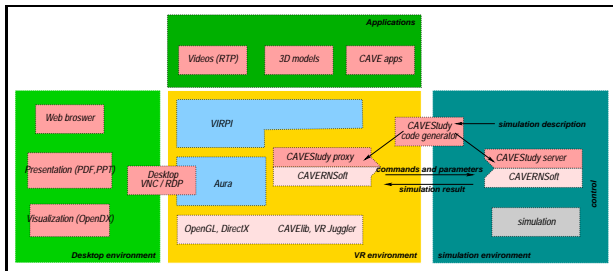 Applications
Videos (RTP)
3D models
CAVE apps
Web broswer
Presentation (PDF,PPT)
Visualization (OpenDX)
Desktop environment
Desktop
VNC / RDP
VIRPI
Aura
CAVEStudy proxy
CAVERNSoft
OpenGL, DirectX
CAVElib, VR Juggler
VR environment
CAVEStudy
code generator
simulation description
commands and parameters
simulation result
CAVEStudy server
CAVERNSoft
control
simulation
simulation environment